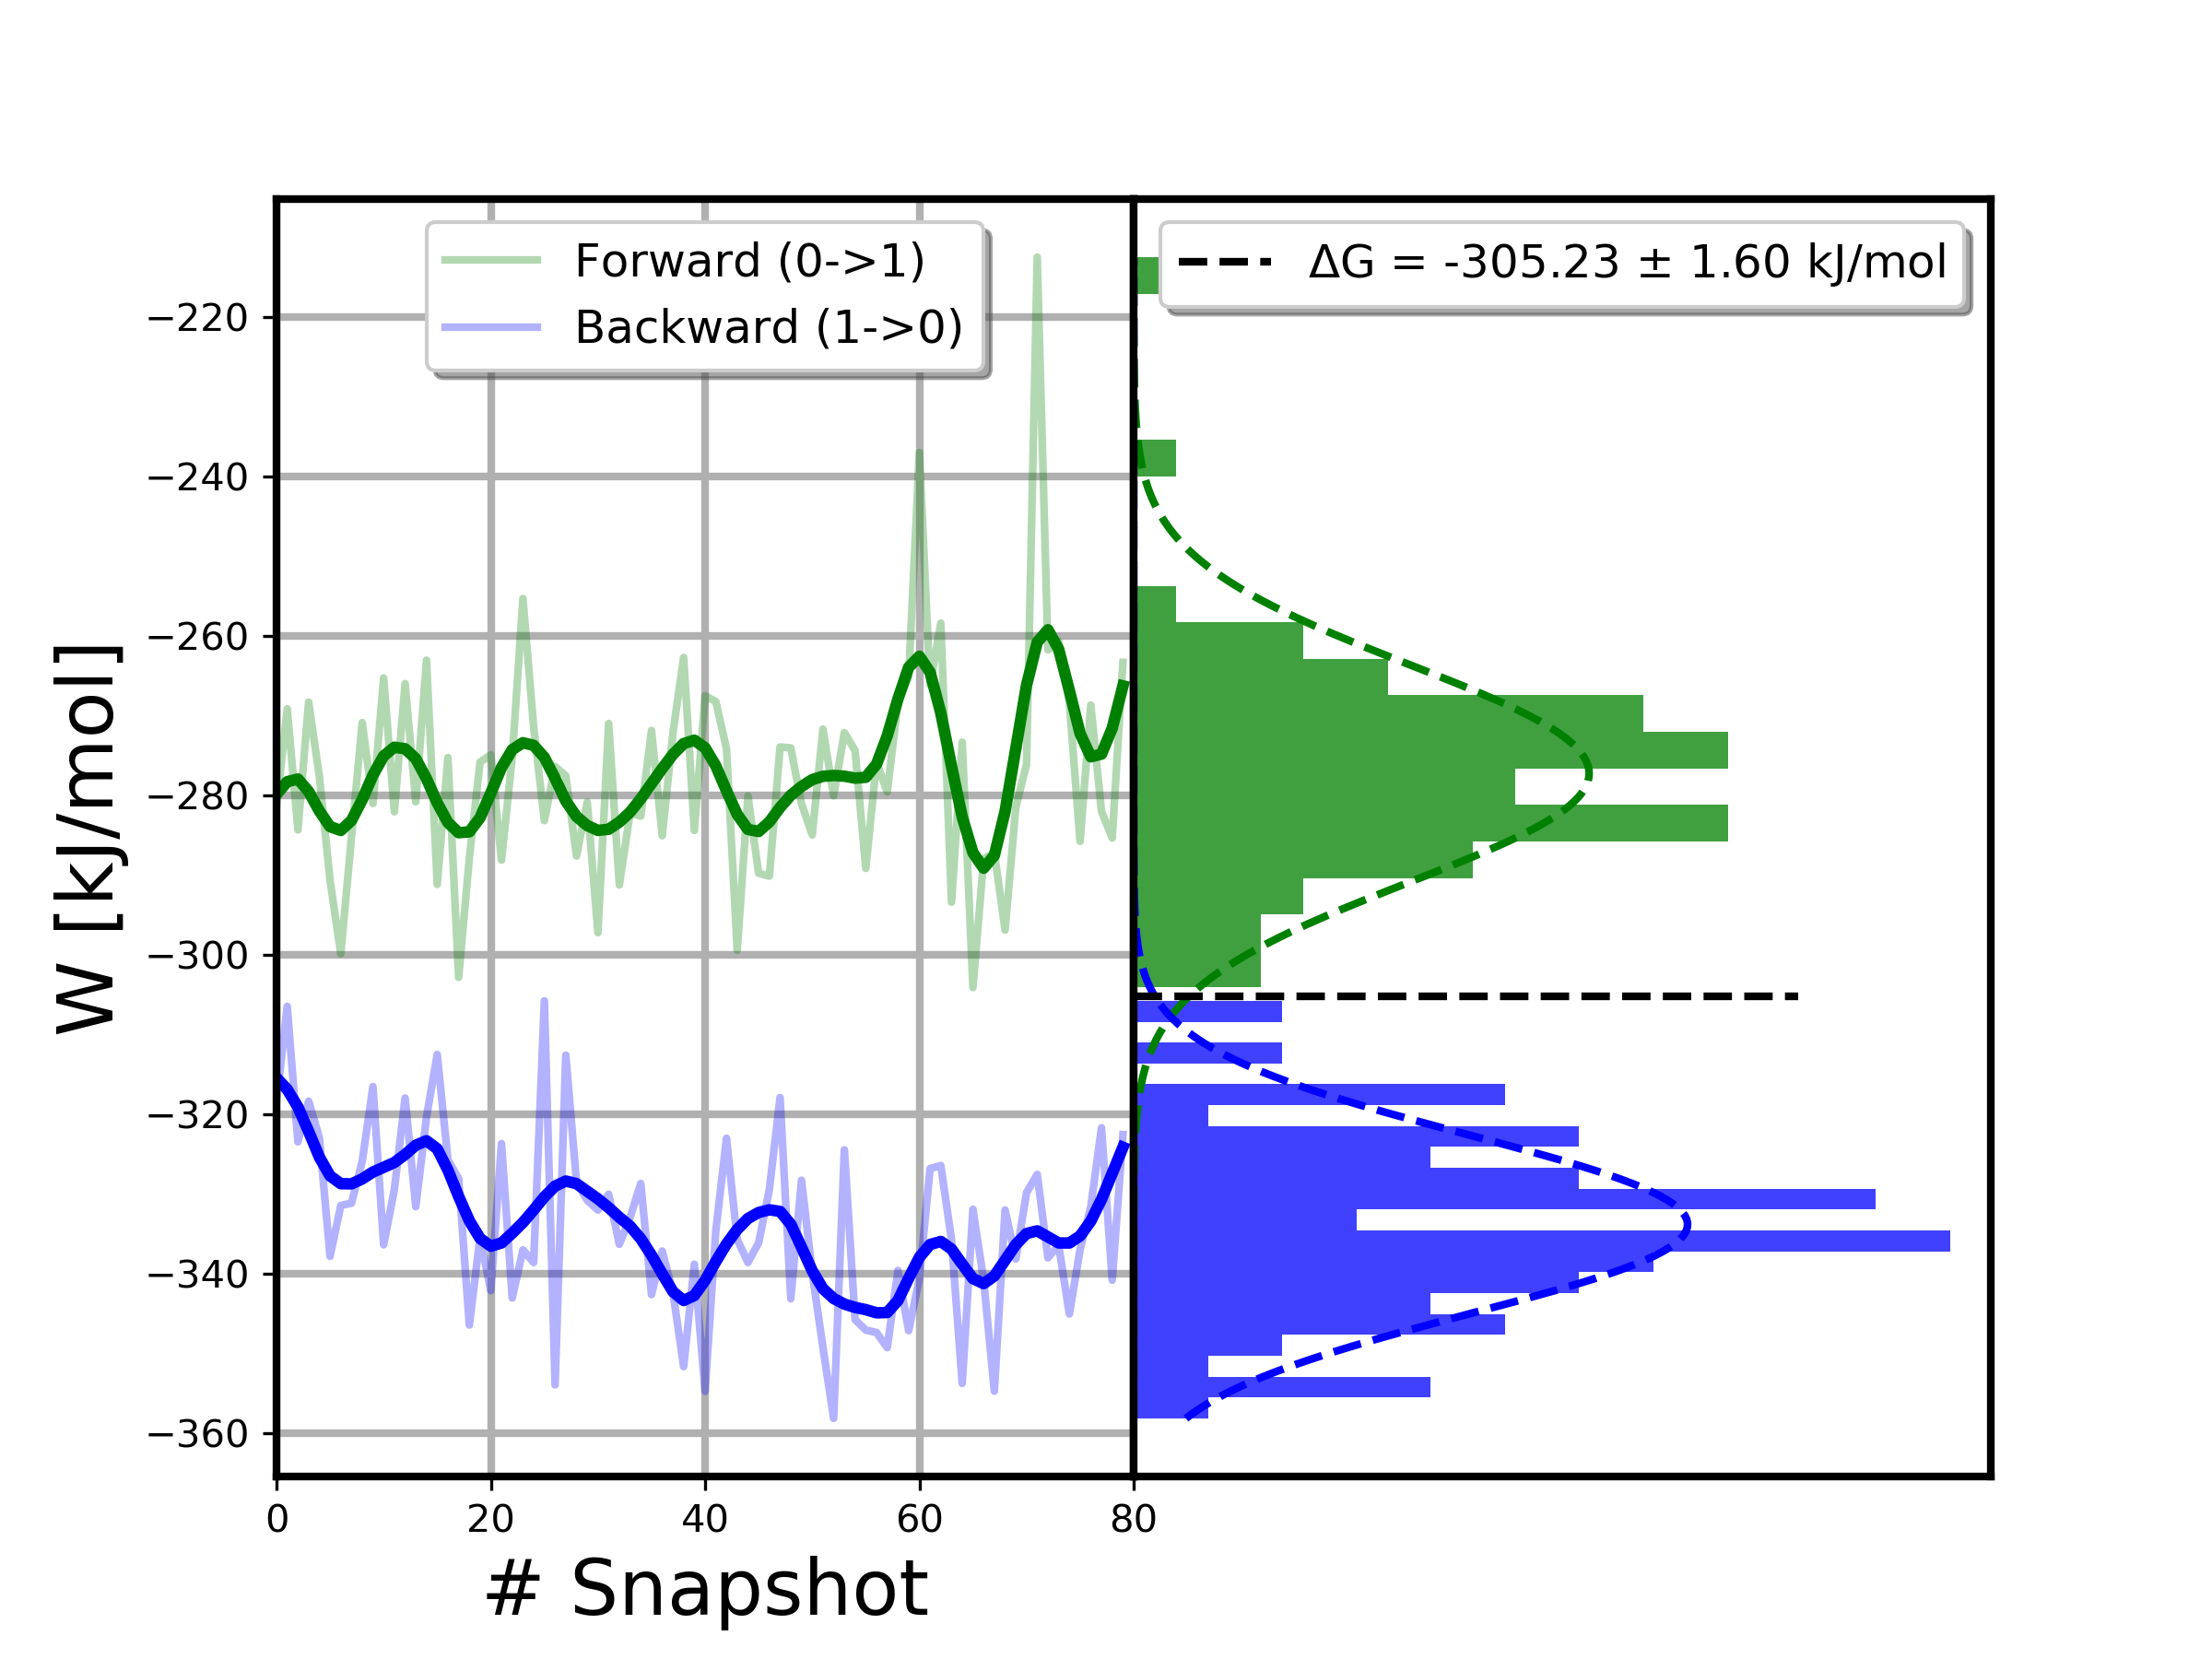 Forward (0->1)
Backward (1->0)
ΔG = -305.23 ± 1.60 kJ/mol
W [kJ/mol]
−220
−240
−260
−280
−300
−320
−340
−360
0 20 40 60 80
# Snapshot